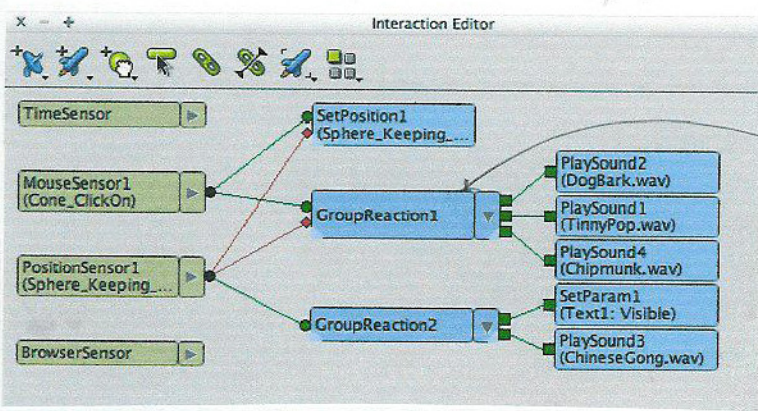 Interaction Editor
TimeSensor
MouseSensor1
(Cone_ClickOn)
PositionSensor1
(Sphere_Keeping_...
BrowserSensor
SetPosition1
(Sphere_Keeping_...
GroupReaction1
GroupReaction2
PlaySound2
(DogBark.wav)
PlaySound1
(TinnyPop.wav)
PlaySound4
(Chipmunk.wav)
SetParam1
(Text1: Visible)
PlaySound3
(ChineseGong.wav)